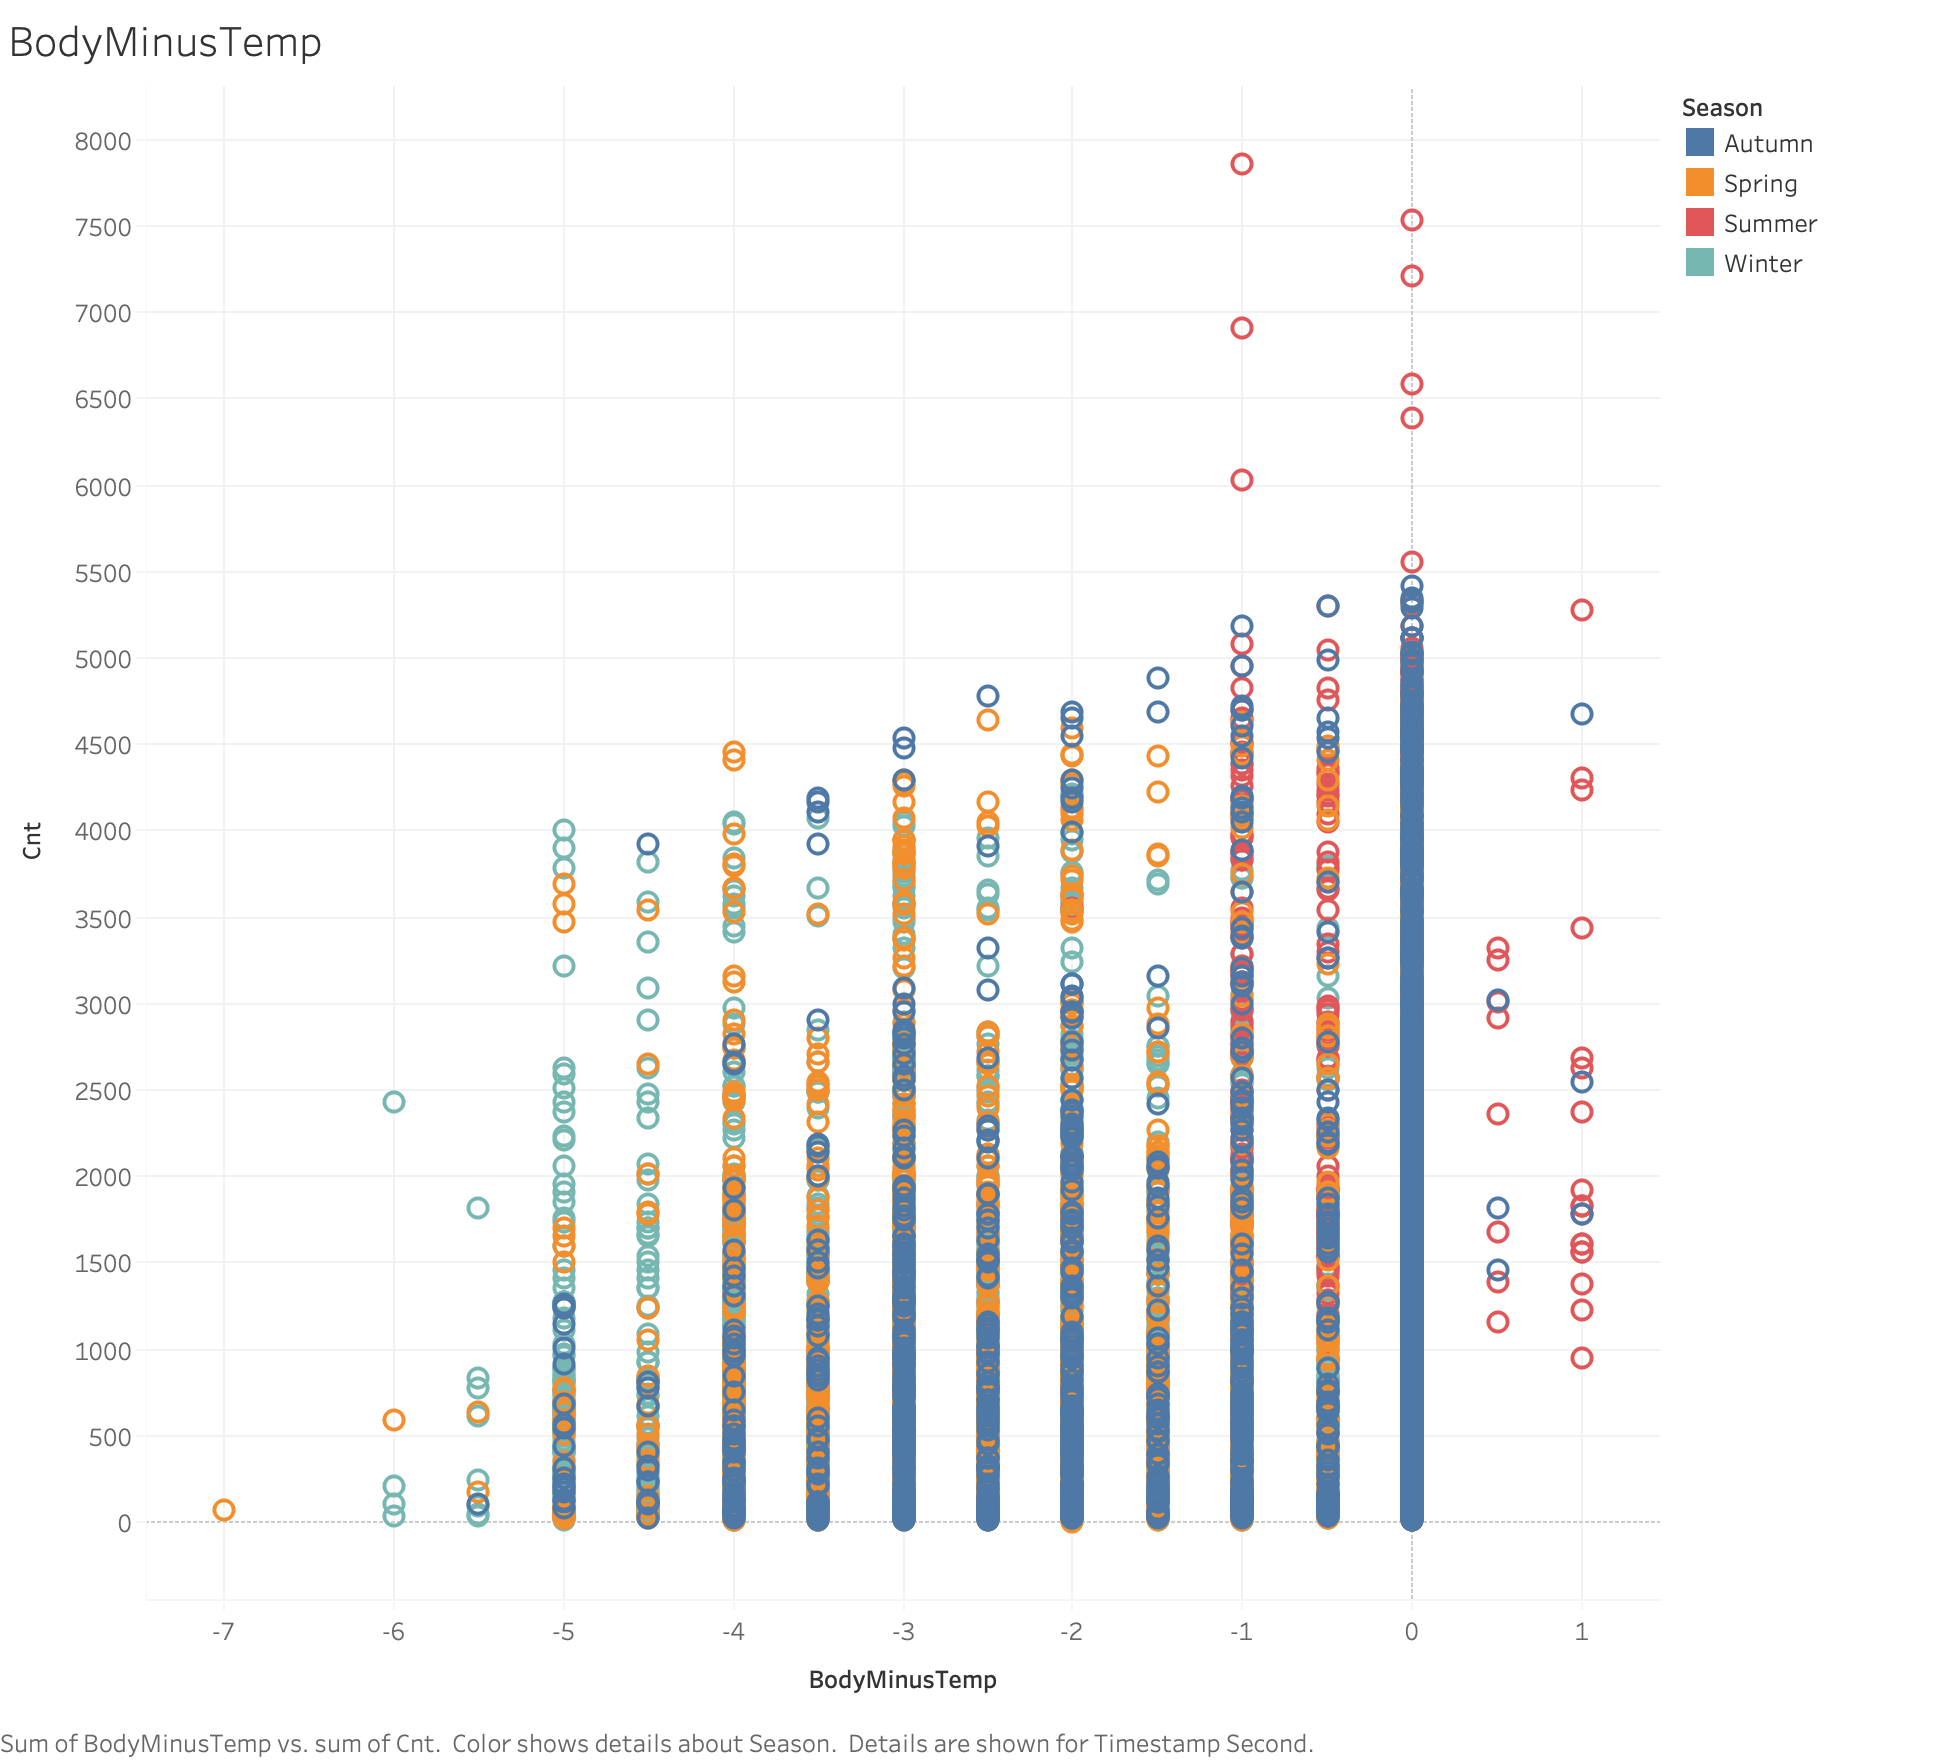 BodyMinusTemp
Season
Autumn
Spring
Summer
Winter
8000
7500
7000
6500
6000
5500
5000
4500
4000
3500
3000
2500
2000
1500
1000
500
0
Cnt
-7 -6 -5 -4 -3 -2 -1 0 1
BodyMinusTemp
Sum of BodyMinusTemp vs. sum of Cnt. Color shows details about Season. Details are shown for Timestamp Second.